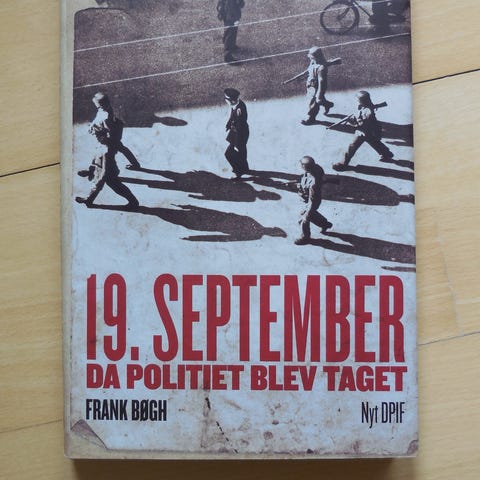 19. SEPTEMBER
DA POLITIET BLEV TAGET
FRANK BØGH Nyt DPIF